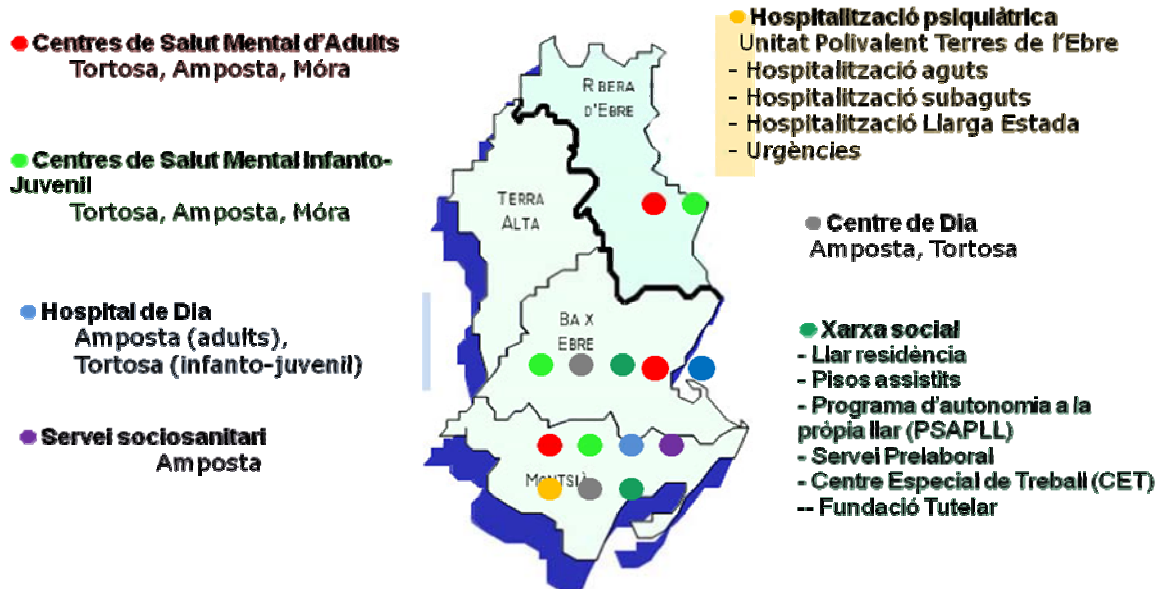 Centres de Salut Mental d'Adults
Tortosa, Amposta, Móra
Centres de Salut Mental Infanto-
Juvenil
Tortosa, Amposta, Móra
Hospital de Dia
Amposta (adults),
Tortosa (infanto-juvenil)
Servei sociosanitari
Amposta
RIBERA
D'EBRE
TERRA
ALTA
BAIX
EBRE
MONTSIÀ
Hospitalització psiquiàtrica
Unitat Polivalent Terres de l'Ebre
- Hospitalització aguts
- Hospitalització subaguts
- Hospitalització Llarga Estada
- Urgències
Centre de Dia
Amposta, Tortosa
Xarxa social
- Llar residència
- Pisos assistits
- Programa d'autonomia a la
pròpia llar (PSAPLL)
- Servei Prelaboral
- Centre Especial de Treball (CET)
-- Fundació Tutelar